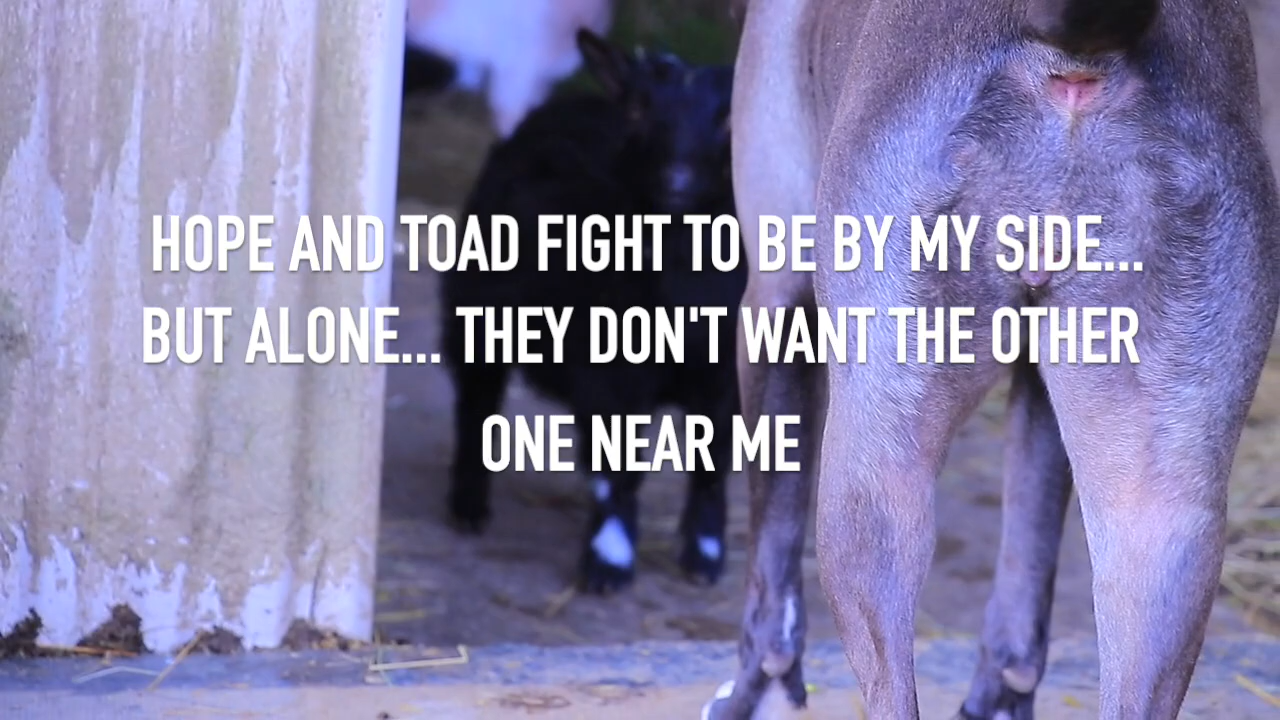 HOPE AND TOAD FIGHT TO BE BY MY SIDE...
BUT ALONE... THEY DON'T WANT THE OTHER
ONE NEAR ME